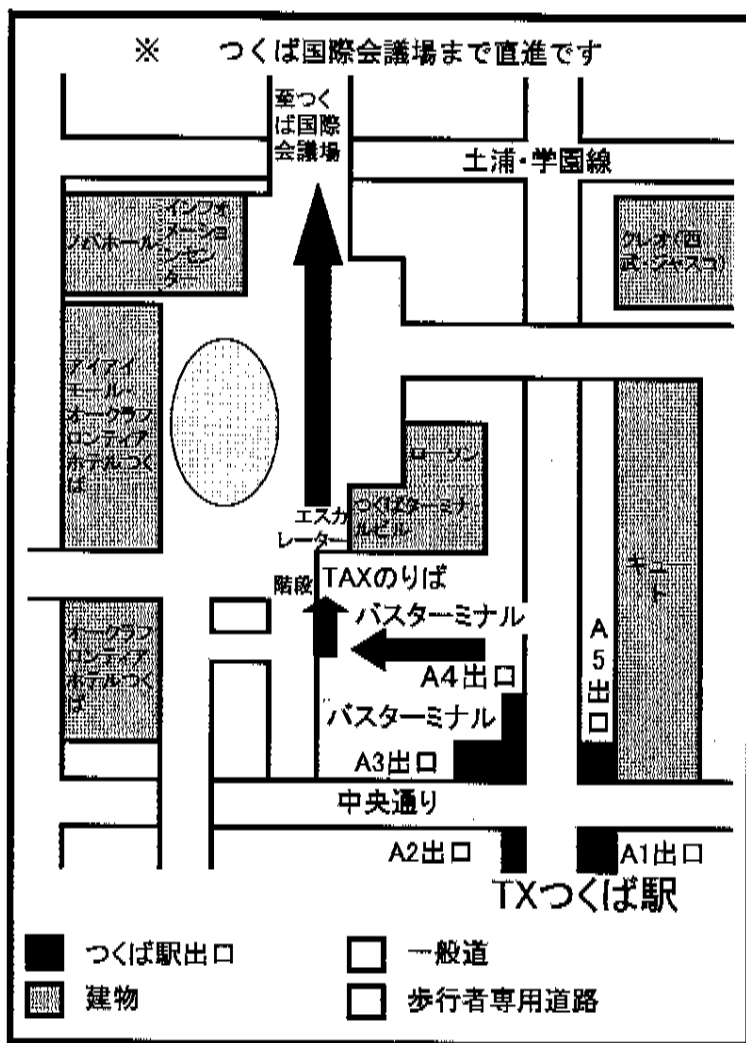 ※ つくば国際会議場まで直進です
至つく
ば国際
会議場
土浦・学園線
ノバホール
インフォ
メーショ
ンセンタ
ー
クレオ(西
武・ジャスコ)
アイアイ
モール・
オークラフ
ロンティア
ホテルつく
ば
ローソン
つくばターミナ
ルビル
エスカ
レーター
階段
TAXのりば
キュート
バスターミナル
A5出口
オークラフ
ロンティア
ホテルつく
ば
A4出口
バスターミナル
A3出口
中央通り
A2出口
A1出口
TXつくば駅
つくば駅出口
一般道
建物
歩行者専用道路